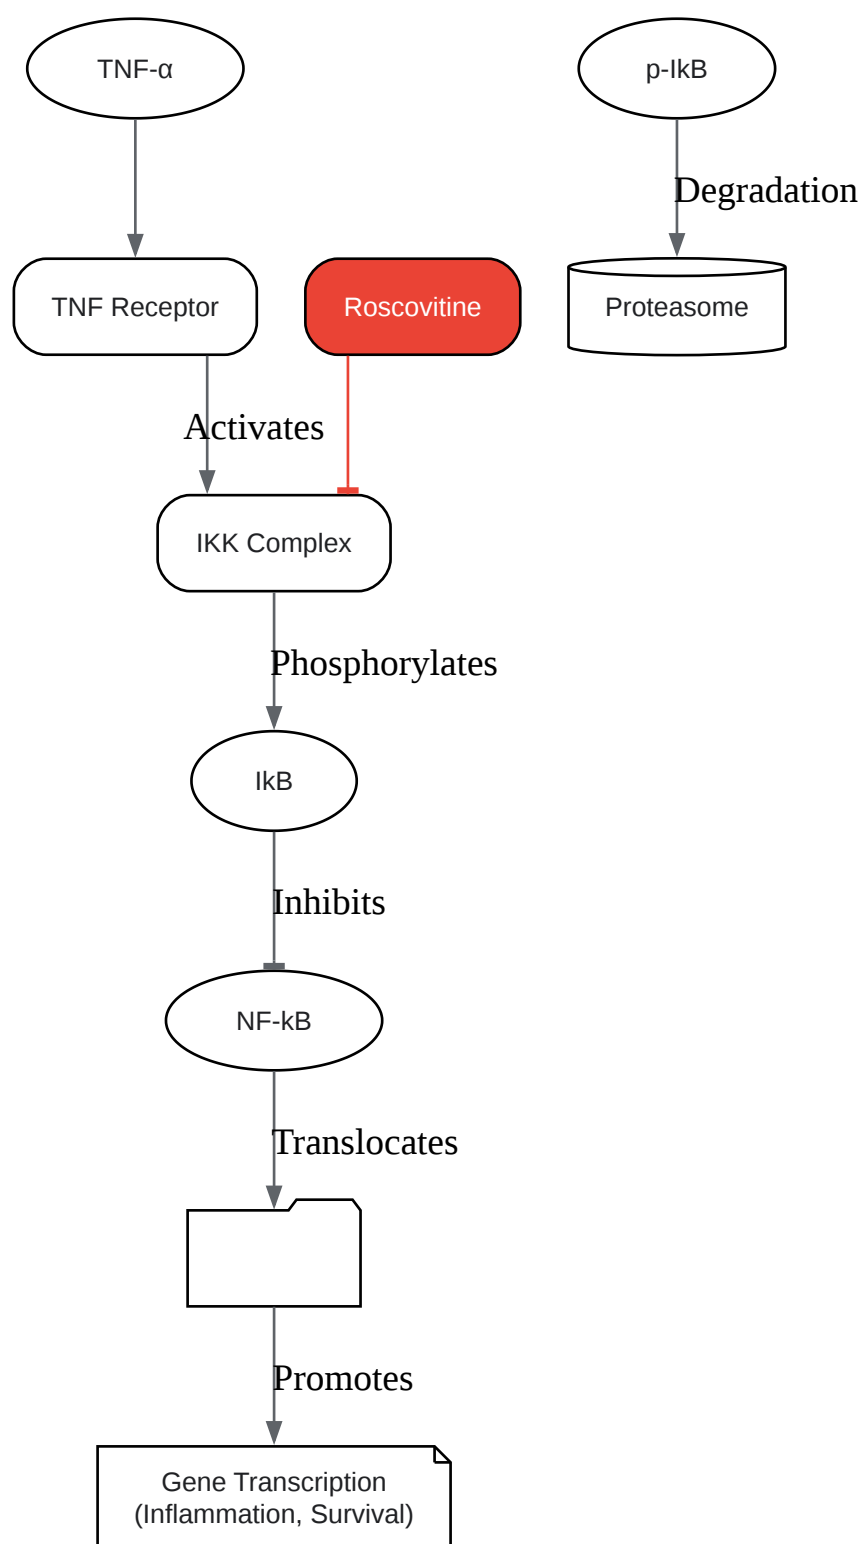 TNF-α
p-IkB
Degradation
TNF Receptor
Roscovitine
Proteasome
Activates
IKK Complex
Phosphorylates
IkB
Inhibits
NF-kB
Translocates
Promotes
Gene Transcription
(Inflammation, Survival)